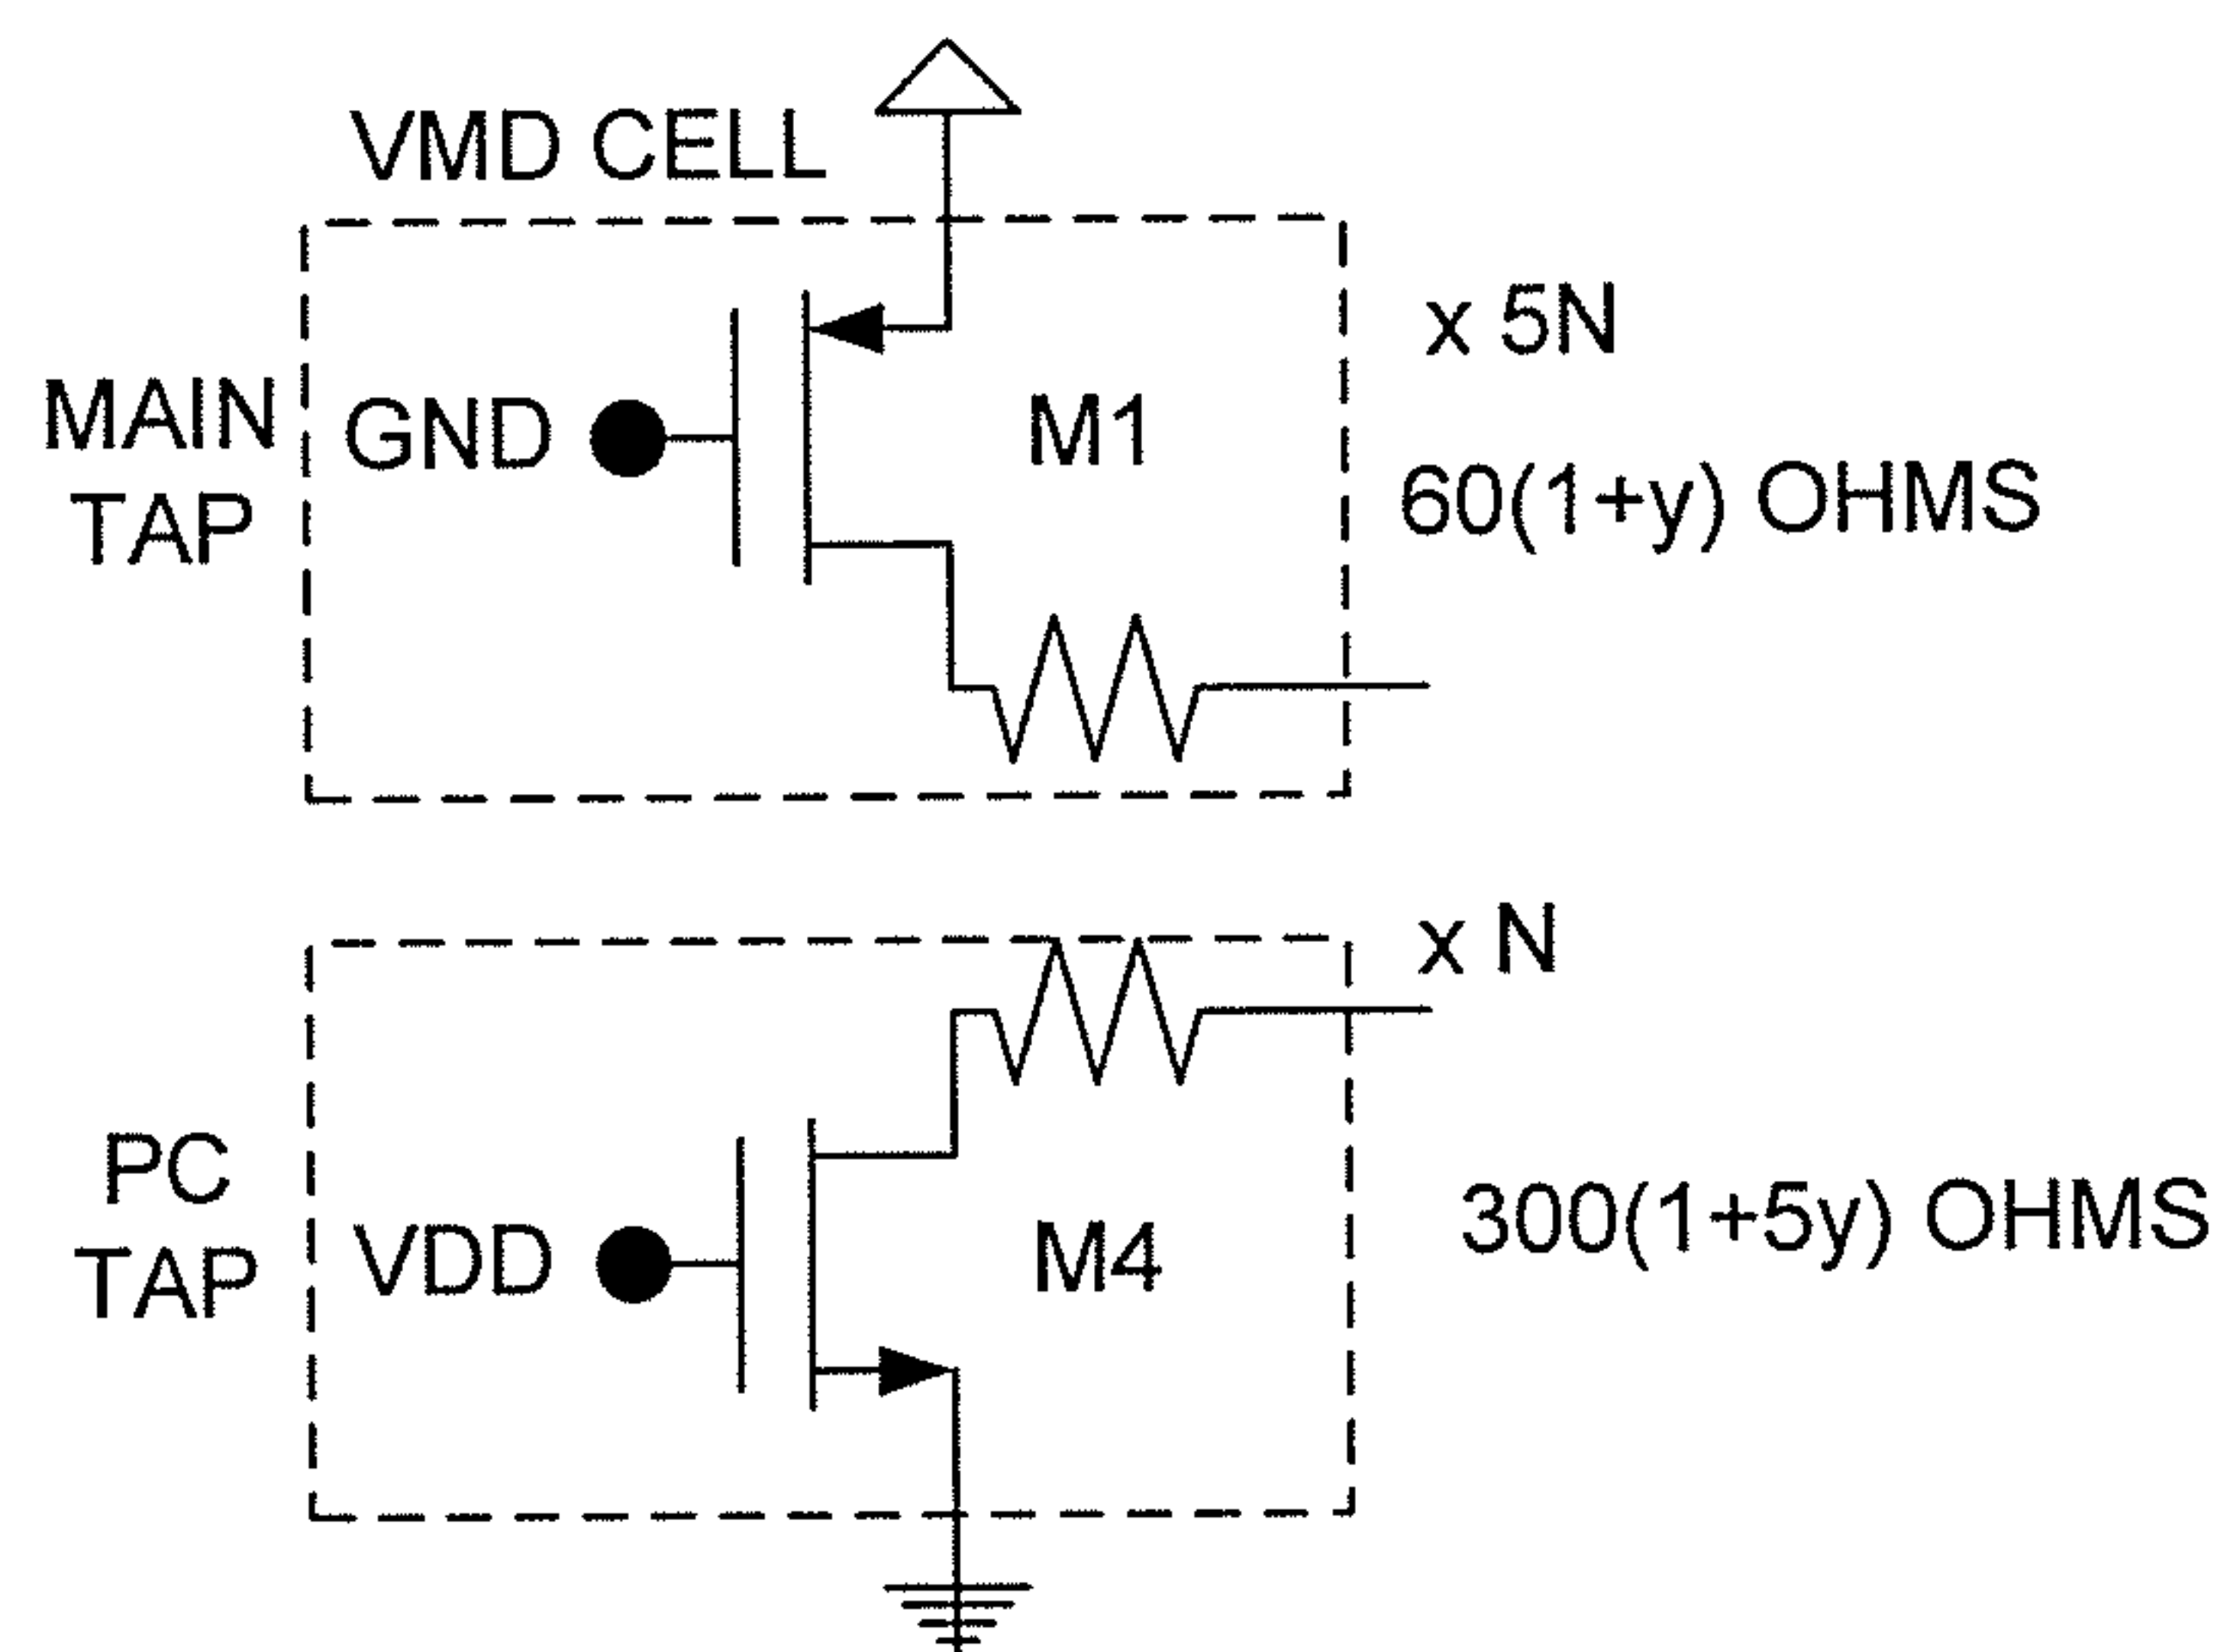 VMD CELL
MAIN
TAP
GND
M1
x 5N
60(1+y) OHMS
x N
PC
TAP
VDD
M4
300(1+5y) OHMS